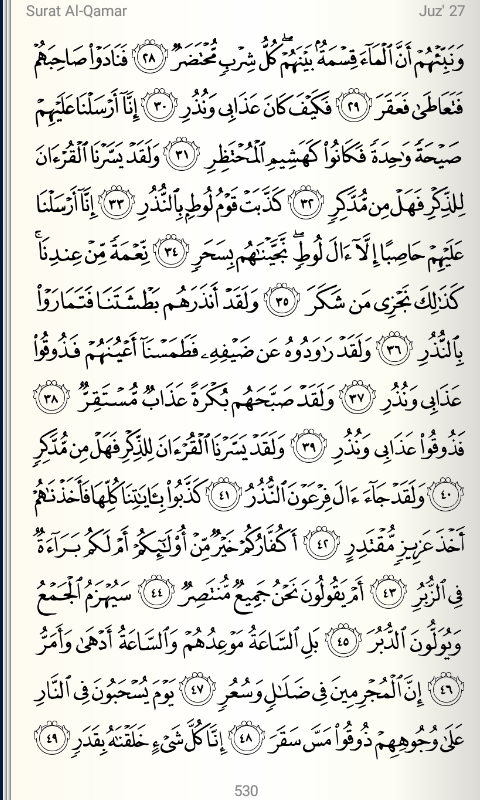 Surat Al-Qamar Juz' 27
وَنَبِّئْهُمْ أَنَّ ٱلْمَآءَ قِسْمَةٌۢ بَيْنَهُمْ ۖ كُلُّ شِرْبٍ مُّحْتَضَرٌ ٢٨ فَنَادَوْا۟ صَاحِبَهُمْ
فَتَعَاطَىٰ فَعَقَرَ ٢٩ فَكَيْفَ كَانَ عَذَابِى وَنُذُرِ ٣٠ إِنَّآ أَرْسَلْنَا عَلَيْهِمْ
صَيْحَةً وَٰحِدَةً فَكَانُوا۟ كَهَشِيمِ ٱلْمُحْتَظِرِ ٣١ وَلَقَدْ يَسَّرْنَا ٱلْقُرْءَانَ
لِلذِّكْرِ فَهَلْ مِن مُّدَّكِرٍ ٣٢ كَذَّبَتْ قَوْمُ لُوطٍۭ بِٱلنُّذُرِ ٣٣ إِنَّآ أَرْسَلْنَا
عَلَيْهِمْ حَاصِبًا إِلَّآ ءَالَ لُوطٍ ۖ نَّجَّيْنَٰهُم بِسَحَرٍ ٣٤ نِّعْمَةً مِّنْ عِندِنَا ۚ
كَذَٰلِكَ نَجْزِى مَن شَكَرَ ٣٥ وَلَقَدْ أَنذَرَهُم بَطْشَتَنَا فَتَمَارَوْا۟
بِٱلنُّذُرِ ٣٦ وَلَقَدْ رَٰوَدُوهُ عَن ضَيْفِهِۦ فَطَمَسْنَآ أَعْيُنَهُمْ فَذُوقُوا۟
عَذَابِى وَنُذُرِ ٣٧ وَلَقَدْ صَبَّحَهُم بُكْرَةً عَذَابٌ مُّسْتَقِرٌّ ٣٨
فَذُوقُوا۟ عَذَابِى وَنُذُرِ ٣٩ وَلَقَدْ يَسَّرْنَا ٱلْقُرْءَانَ لِلذِّكْرِ فَهَلْ مِن مُّدَّكِرٍ
٤٠ وَلَقَدْ جَآءَ ءَالَ فِرْعَوْنَ ٱلنُّذُرُ ٤١ كَذَّبُوا۟ بِـَٔايَٰتِنَا كُلِّهَا فَأَخَذْنَٰهُمْ
أَخْذَ عَزِيزٍ مُّقْتَدِرٍ ٤٢ أَكُفَّارُكُمْ خَيْرٌ مِّنْ أُو۟لَٰٓئِكُمْ أَمْ لَكُم بَرَآءَةٌ
فِى ٱلزُّبُرِ ٤٣ أَمْ يَقُولُونَ نَحْنُ جَمِيعٌ مُّنتَصِرٌ ٤٤ سَيُهْزَمُ ٱلْجَمْعُ
وَيُوَلُّونَ ٱلدُّبُرَ ٤٥ بَلِ ٱلسَّاعَةُ مَوْعِدُهُمْ وَٱلسَّاعَةُ أَدْهَىٰ وَأَمَرُّ
٤٦ إِنَّ ٱلْمُجْرِمِينَ فِى ضَلَٰلٍ وَسُعُرٍ ٤٧ يَوْمَ يُسْحَبُونَ فِى ٱلنَّارِ
عَلَىٰ وُجُوهِهِمْ ذُوقُوا۟ مَسَّ سَقَرَ ٤٨ إِنَّا كُلَّ شَىْءٍ خَلَقْنَٰهُ بِقَدَرٍ ٤٩
530